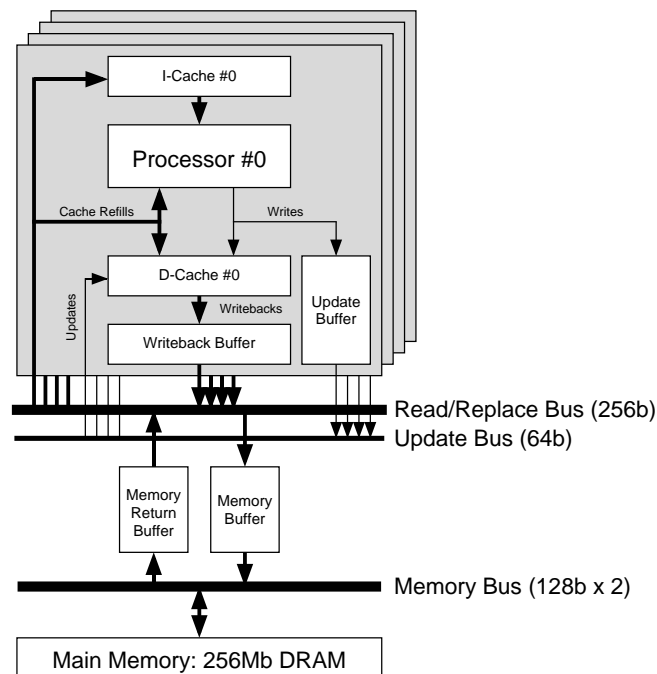 I-Cache #0
Processor #0
Cache Refills
Writes
D-Cache #0
Updates
Writebacks
Update
Buffer
Writeback Buffer
Read/Replace Bus (256b)
Update Bus (64b)
Memory
Return
Buffer
Memory
Buffer
Memory Bus (128b x 2)
Main Memory: 256Mb DRAM